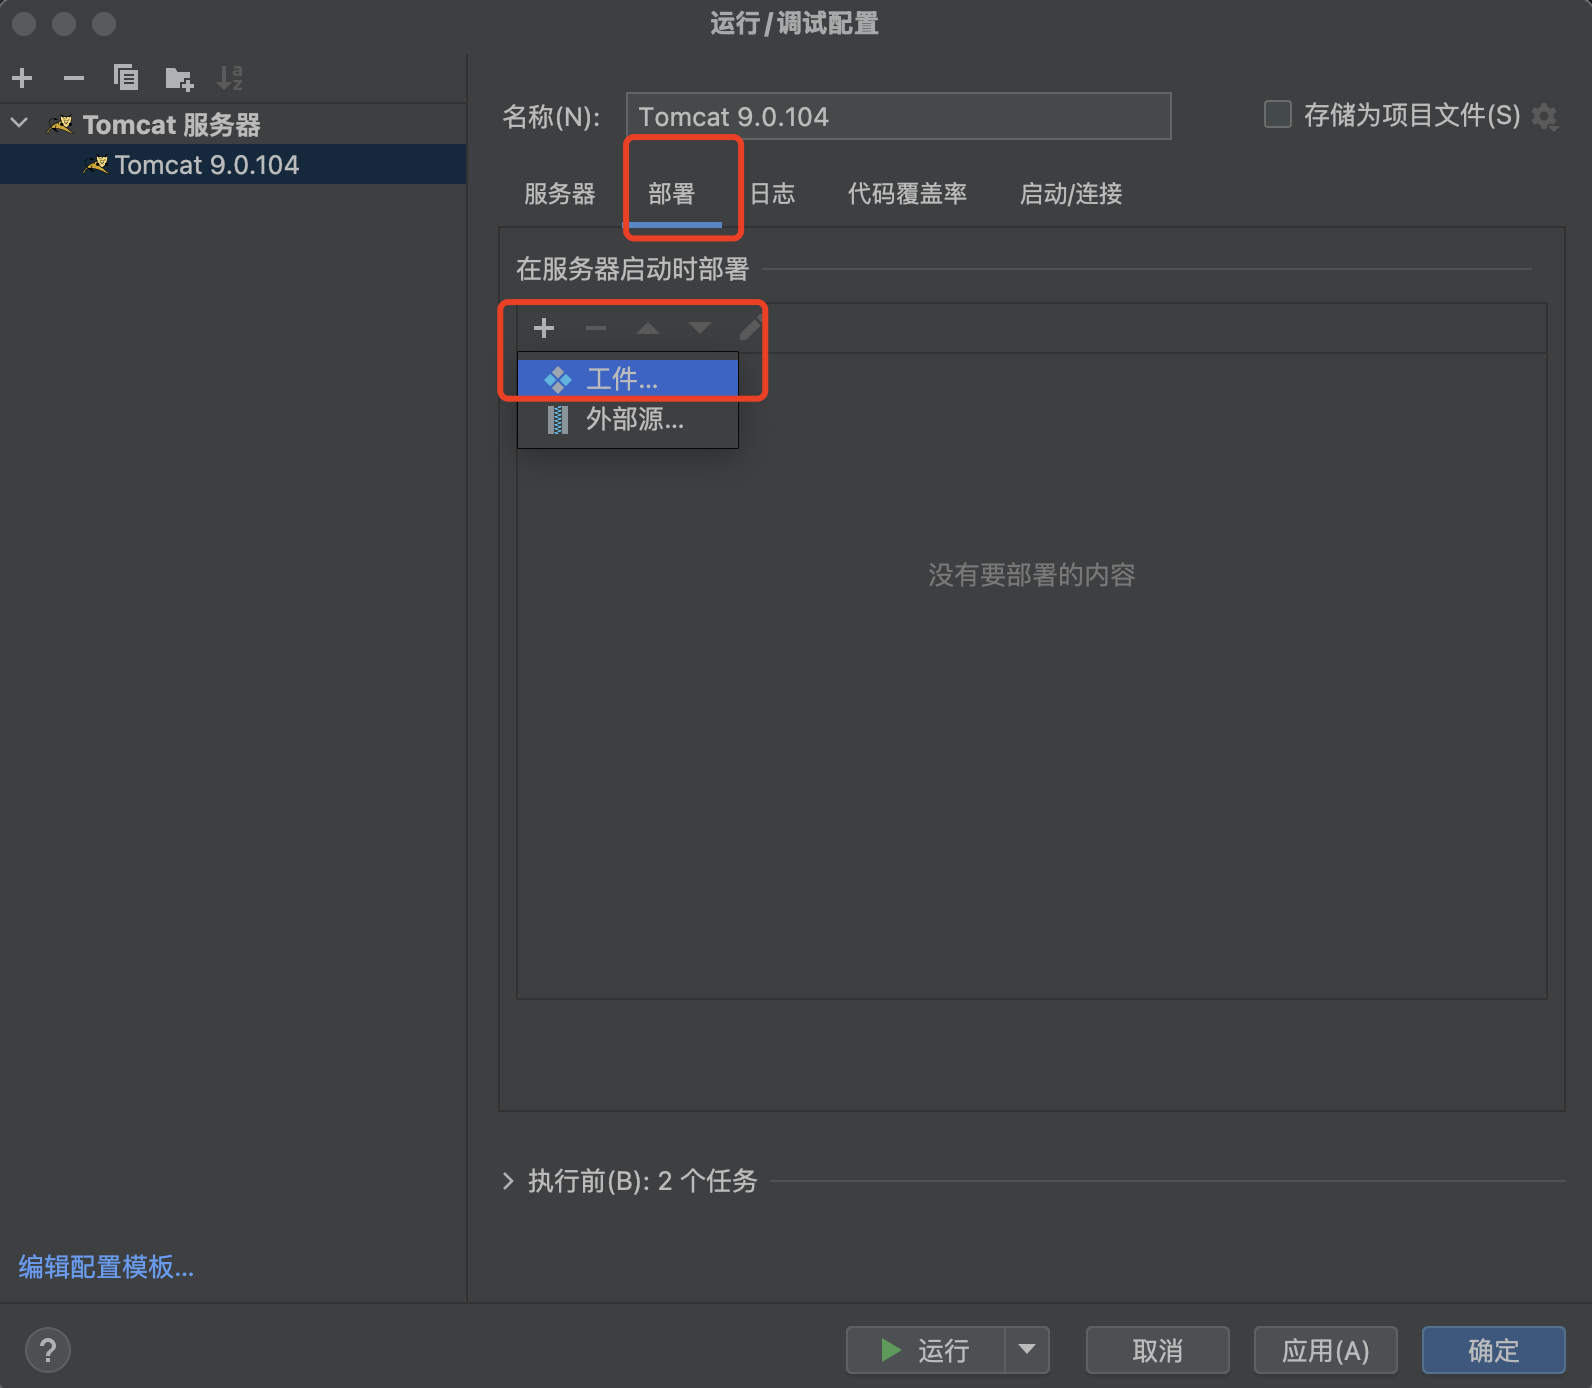 运行/调试配置
Tomcat 服务器
Tomcat 9.0.104
编辑配置模板...
名称(N):
Tomcat 9.0.104
存储为项目文件(S)
服务器
部署
日志
代码覆盖率
启动/连接
在服务器启动时部署
工件...
外部源...
没有要部署的内容
执行前(B): 2 个任务
?
运行
取消
应用(A)
确定